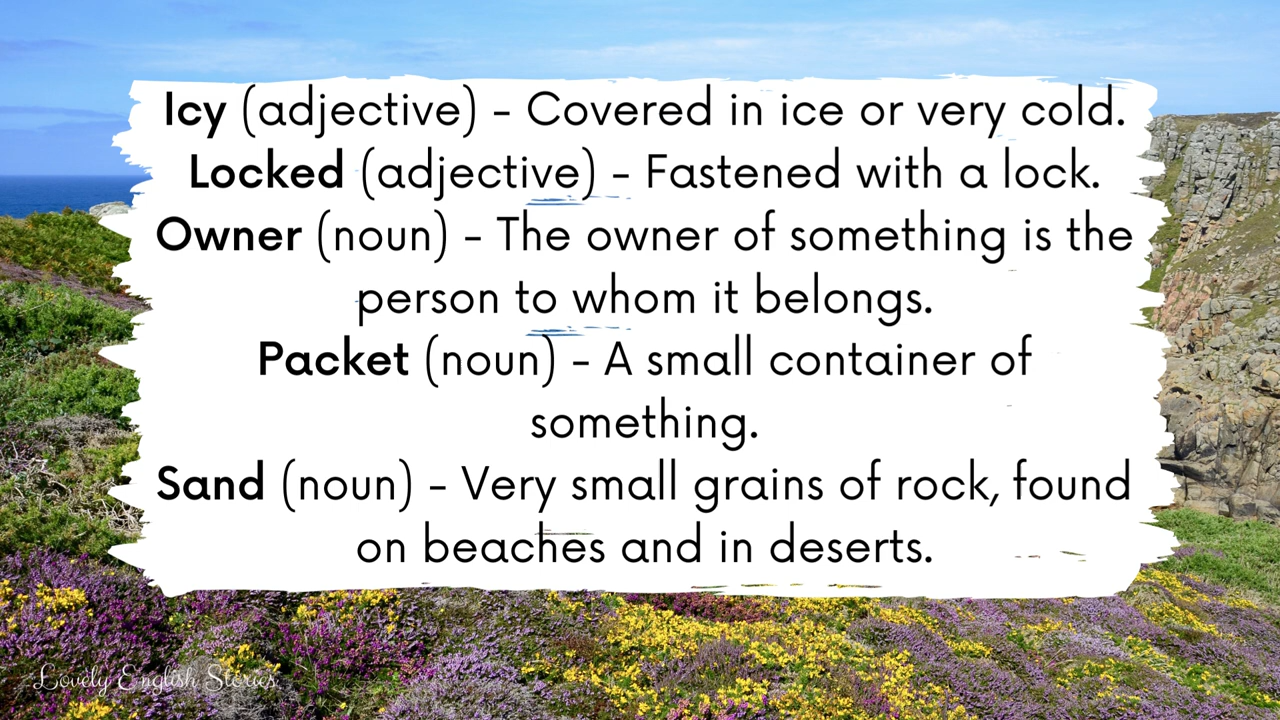 Icy (adjective) - Covered in ice or very cold.
Locked (adjective) - Fastened with a lock.
Owner (noun) - The owner of something is the
person to whom it belongs.
Packet (noun) - A small container of
something.
Sand (noun) - Very small grains of rock, found
on beaches and in deserts.
Lovely English Stories